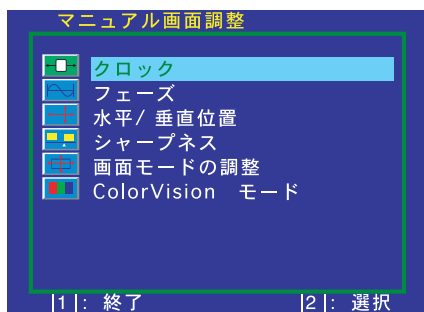 マニュアル画面調整
クロック
フェーズ
水平/ 垂直位置
シャープネス
画面モードの調整
ColorVision モード
|1|: 終了 |2|: 選択